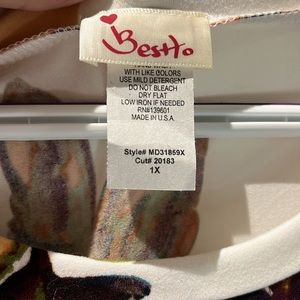 Bestto
WITH LIKE COLORS
USE MILD DETERGENT
DO NOT BLEACH
DRY FLAT
LOW IRON IF NEEDED
RN#139601
MADE IN U.S.A.
Style# MD31859X
Cut# 20183
1X